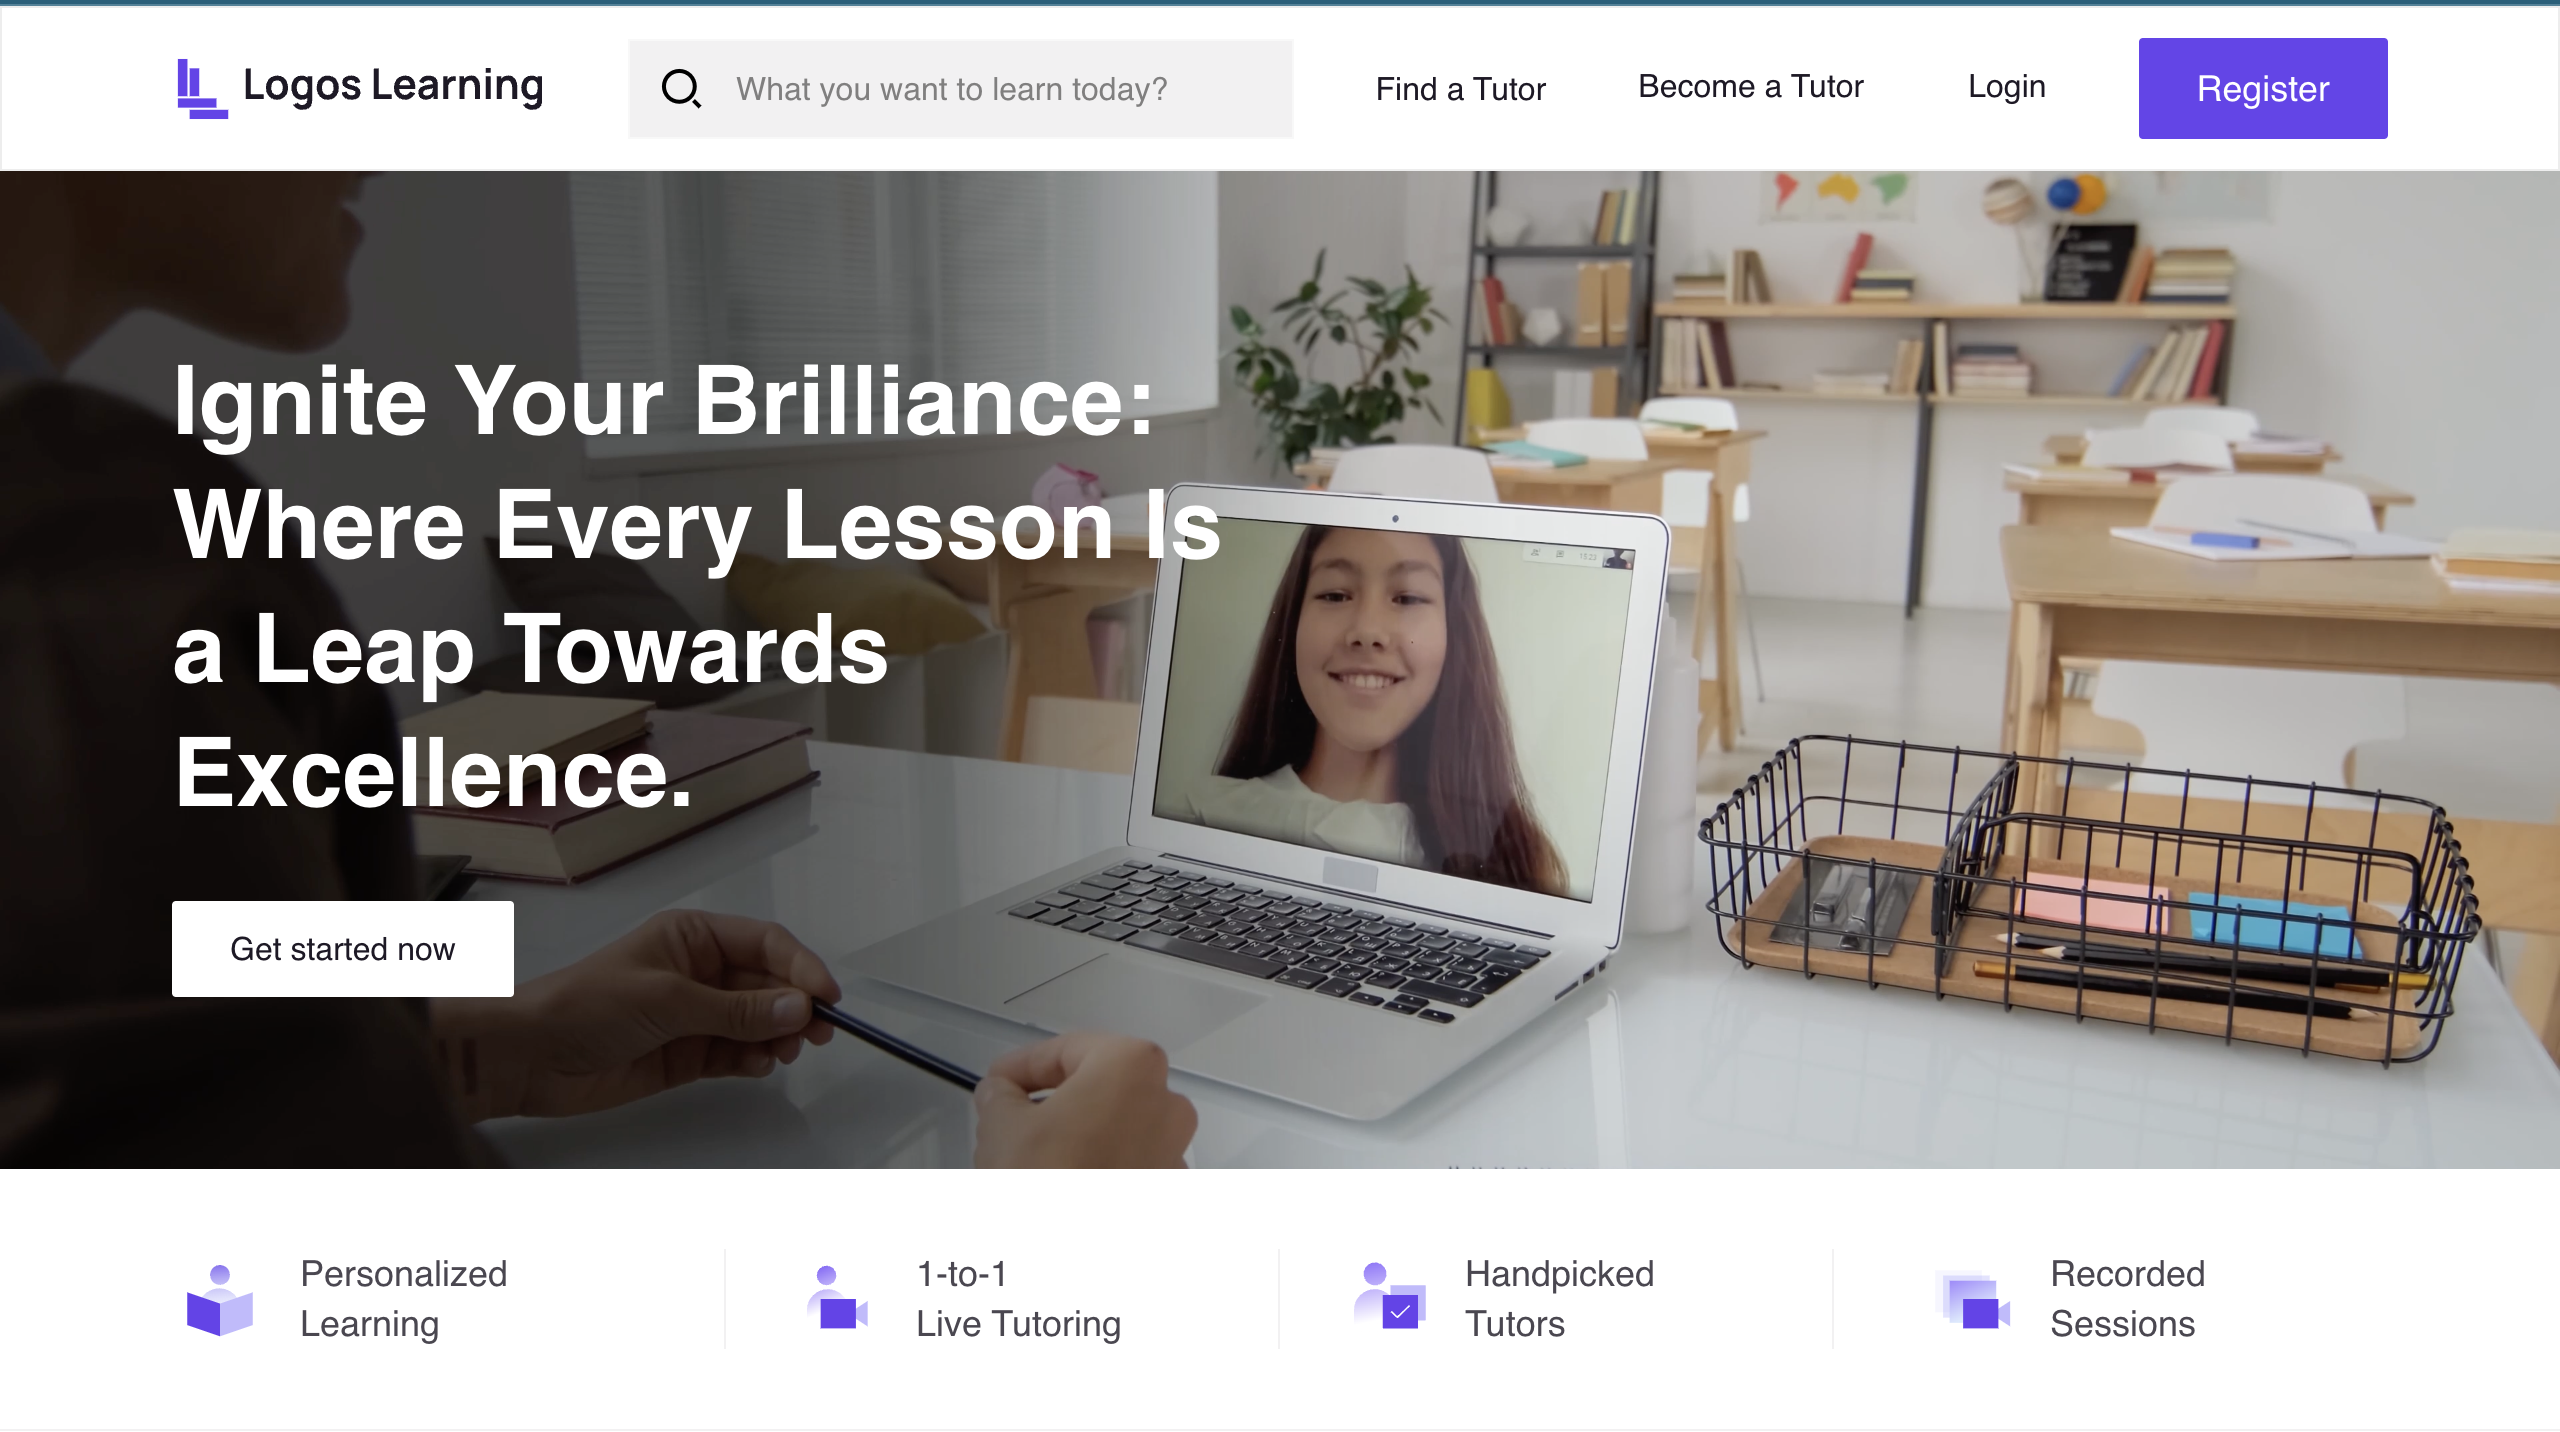 Logos Learning
What you want to learn today?
Find a Tutor
Become a Tutor
Login
Register
Ignite Your Brilliance:
Where Every Lesson Is
a Leap Towards
Excellence.
15:23
Get started now
Personalized
Learning
1-to-1
Live Tutoring
Handpicked
Tutors
Recorded
Sessions